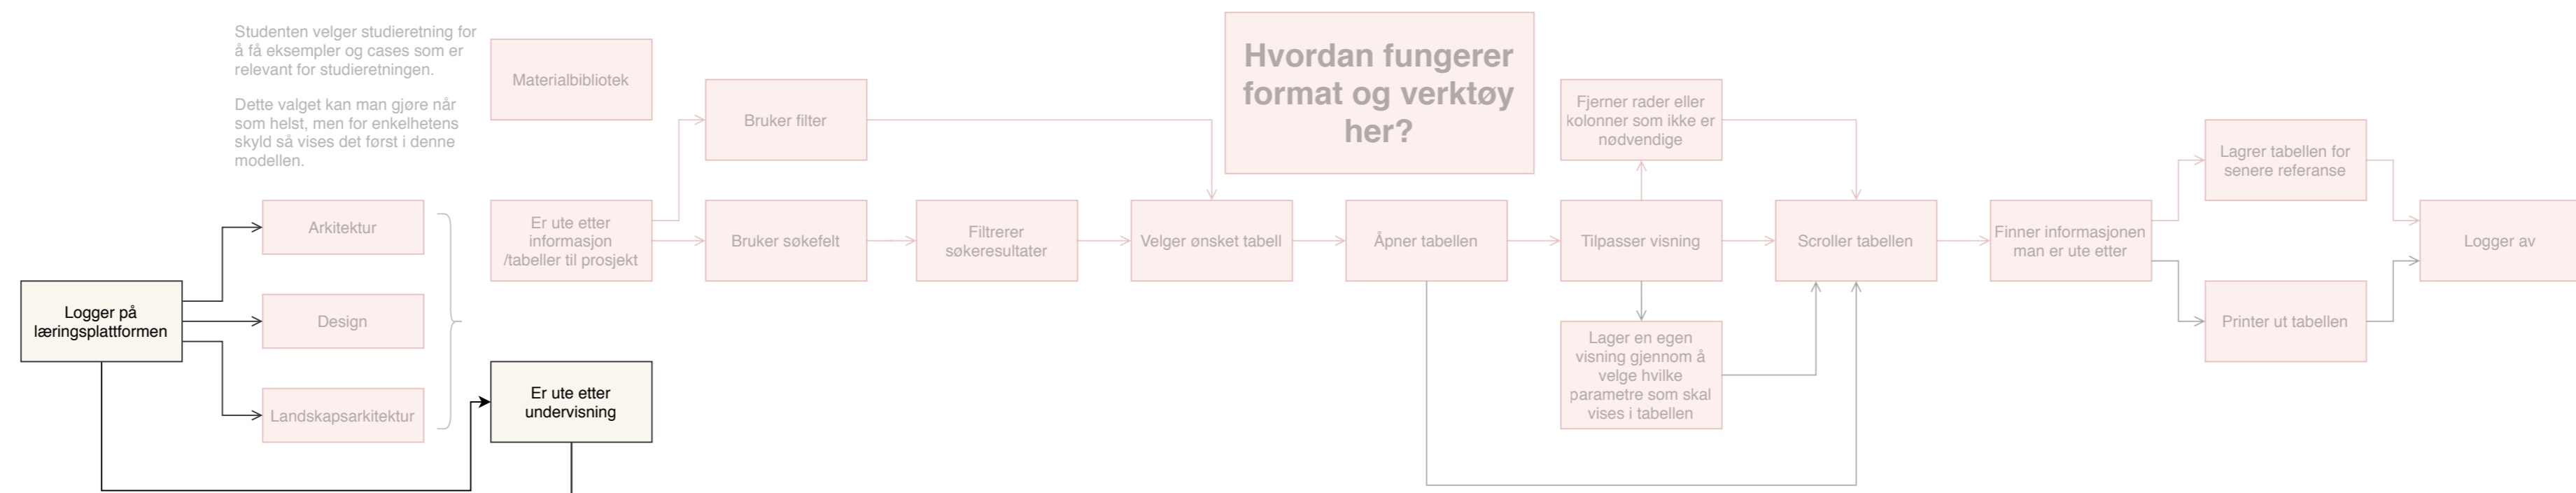 Studenten velger studieretning for
å få eksempler og cases som er
relevant for studieretningen.
Dette valget kan man gjøre når
som helst, men for enkelhetens
skyld så vises det først i denne
modellen.
Materialbibliotek
Bruker filter
Hvordan fungerer
format og verktøy
her?
Fjerner rader eller
kolonner som ikke er
nødvendige
Lagrer tabellen for
senere referanse
Arkitektur
Er ute etter
informasjon
/tabeller til prosjekt
Bruker søkefelt
Filtrerer
søkeresultater
Velger ønsket tabell
Åpner tabellen
Tilpasser visning
Scroller tabellen
Finner informasjonen
man er ute etter
Logger av
Logger på
læringsplattformen
Design
Printer ut tabellen
Lager en egen
visning gjennom å
velge hvilke
parametre som skal
vises i tabellen
Landskapsarkitektur
Er ute etter
undervisning